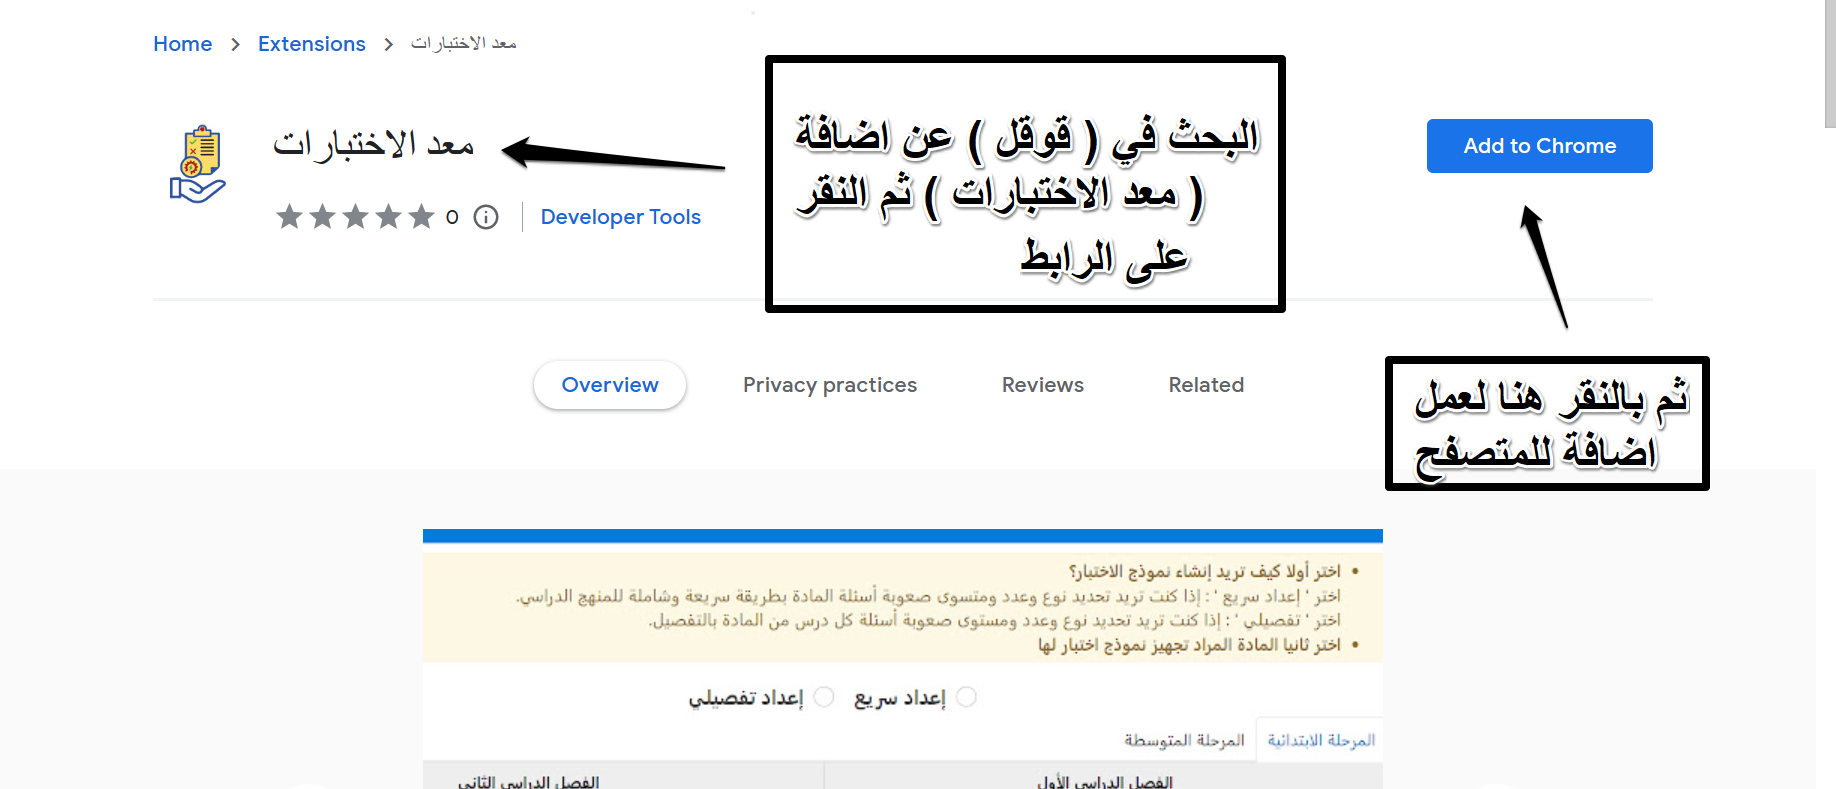 Home > Extensions > معد الاختبارات
معد الاختبارات
0
Developer Tools
البحث في ( قوقل ) عن اضافة
( معد الاختبارات ) ثم النقر
على الرابط
Add to Chrome
ثم بالنقر هنا لعمل
اضافة للمتصفح
Overview
Privacy practices
Reviews
Related
• اختر أولا كيف تريد إنشاء نموذج الاختبار؟
اختر ' إعداد سريع ' : إذا كنت تريد تحديد نوع وعدد ومتسوى صعوبة أسئلة المادة بطريقة سريعة وشاملة للمنهج الدراسي.
اختر ' تفصيلي ' : إذا كنت تريد تحديد نوع وعدد ومستوى صعوبة أسئلة كل درس من المادة بالتفصيل.
• اختر ثانيا المادة المراد تجهيز نموذج اختبار لها
إعداد سريع
إعداد تفصيلي
المرحلة الابتدائية
المرحلة المتوسطة
الفصل الدراسي الأول
الفصل الدراسي الثاني